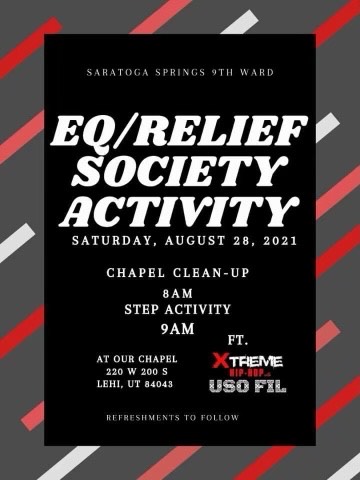 SARATOGA SPRINGS 9TH WARD
EQ/RELIEF
SOCIETY
ACTIVITY
SATURDAY, AUGUST 28, 2021
CHAPEL CLEAN-UP
8AM
STEP ACTIVITY
9AM
FT.
XTREME
HIP-HOP
USO FIL
AT OUR CHAPEL
220 W 200 S
LEHI, UT 84043
REFRESHMENTS TO FOLLOW